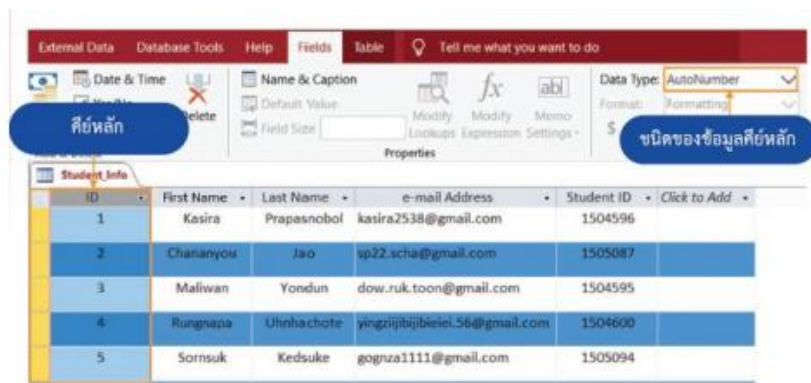 External Data Database Tools Help Fields Table Tell me what you want to do
Date & Time Name & Caption Data Type: AutoNumber
Default Value Modify Modify Memo Format: Formatting
Delete Field Size Lookups Expression Settings $
คีย์หลัก ชนิดของข้อมูลคีย์หลัก
Properties
Student_Info
ID First Name Last Name e-mail Address Student ID Click to Add
1 Kasira Prapasnobol kasira2538@gmail.com 1504596
2 Chananyou Jao sp22.scha@gmail.com 1505087
3 Maliwan Yondun dow.ruk.toon@gmail.com 1504595
4 Rungnapa Uhnhachote 1504600
5 Sornsuk Kedsuke gognza1111@gmail.com 1505094